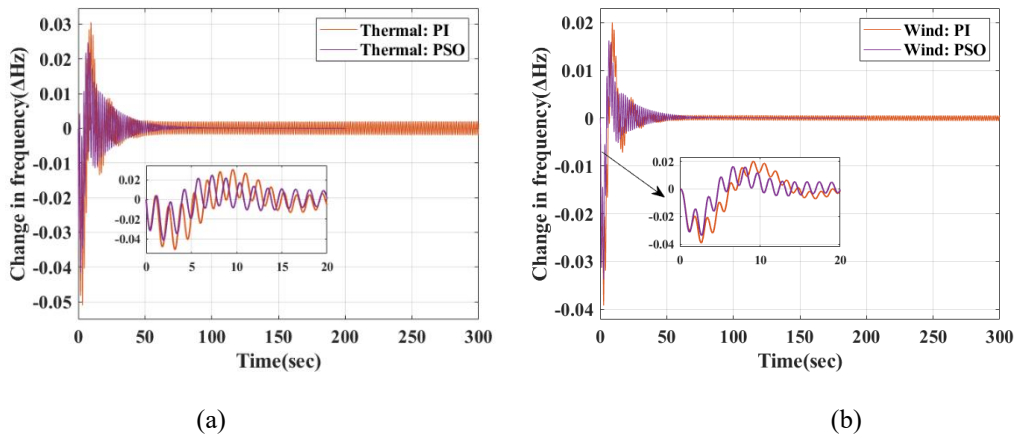 Change in frequency(ΔHz)
0.03
0.02
0.01
0
-0.01
-0.02
-0.03
-0.04
-0.05
Thermal: PI
Thermal: PSO
0.02
0
-0.02
-0.04
0 5 10 15 20
0 50 100 150 200 250 300
Time(sec)
(a)
Change in frequency(ΔHz)
0.02
0.01
0
-0.01
-0.02
-0.03
-0.04
Wind: PI
Wind: PSO
0.02
0
-0.02
-0.04
0 5 10 15 20
0 50 100 150 200 250 300
Time(sec)
(b)